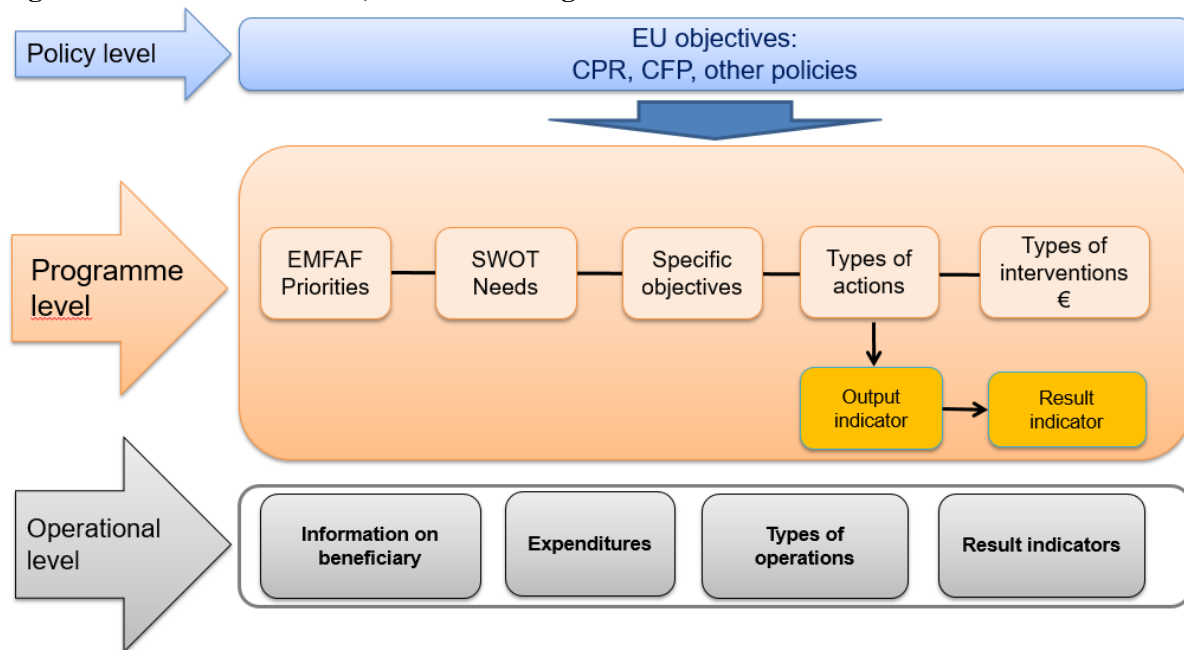 Policy level
EU objectives:
CPR, CFP, other policies
Programme
level
EMFAF
Priorities
SWOT
Needs
Specific
objectives
Types of
actions
Types of
interventions
€
Output
indicator
Result
indicator
Operational
level
Information on
beneficiary
Expenditures
Types of
operations
Result indicators